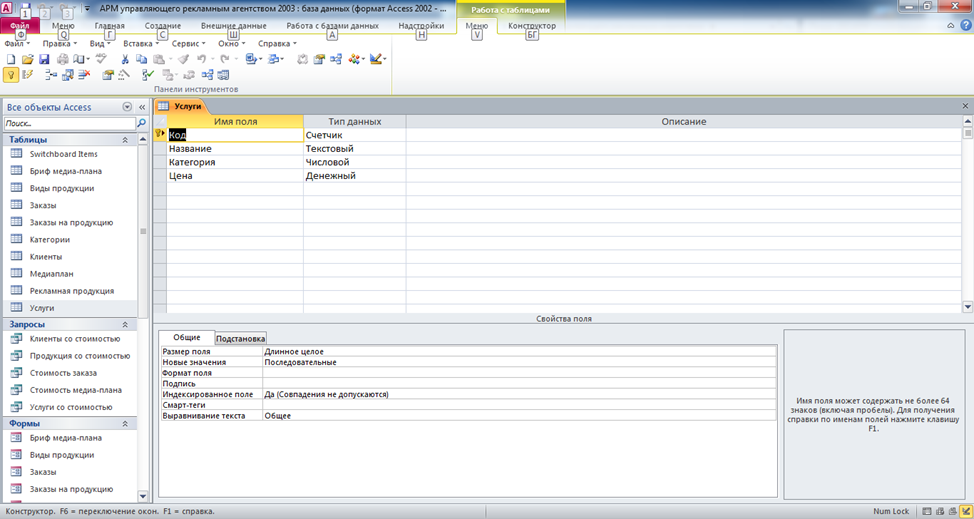 АРМ управляющего рекламным агентством 2003 : база данных (формат Access 2002 - ...
Работа с таблицами
1 2 3
Файл Меню Главная Создание Внешние данные Работа с базами данных Надстройки Меню Конструктор
Ф Q Г С Ш А Н V БГ
Файл Правка Вид Вставка Сервис Окно Справка
Панели инструментов
Все объекты Access
Поиск...
Таблицы
Switchboard Items
Бриф медиа-плана
Виды продукции
Заказы
Заказы на продукцию
Категории
Клиенты
Медиаплан
Рекламная продукция
Услуги
Запросы
Клиенты со стоимостью
Продукция со стоимостью
Стоимость заказа
Стоимость медиа-плана
Услуги со стоимостью
Формы
Бриф медиа-плана
Виды продукции
Заказы
Заказы на продукцию
Услуги
Имя поля Тип данных Описание
Код Счетчик
Название Текстовый
Категория Числовой
Цена Денежный
Свойства поля
Общие Подстановка
Размер поля Длинное целое
Новые значения Последовательные
Формат поля
Подпись
Индексированное поле Да (Совпадения не допускаются)
Смарт-теги
Выравнивание текста Общее
Имя поля может содержать не более 64
знаков (включая пробелы). Для получения
справки по именам полей нажмите клавишу
F1.
Конструктор. F6 = переключение окон. F1 = справка.
Num Lock